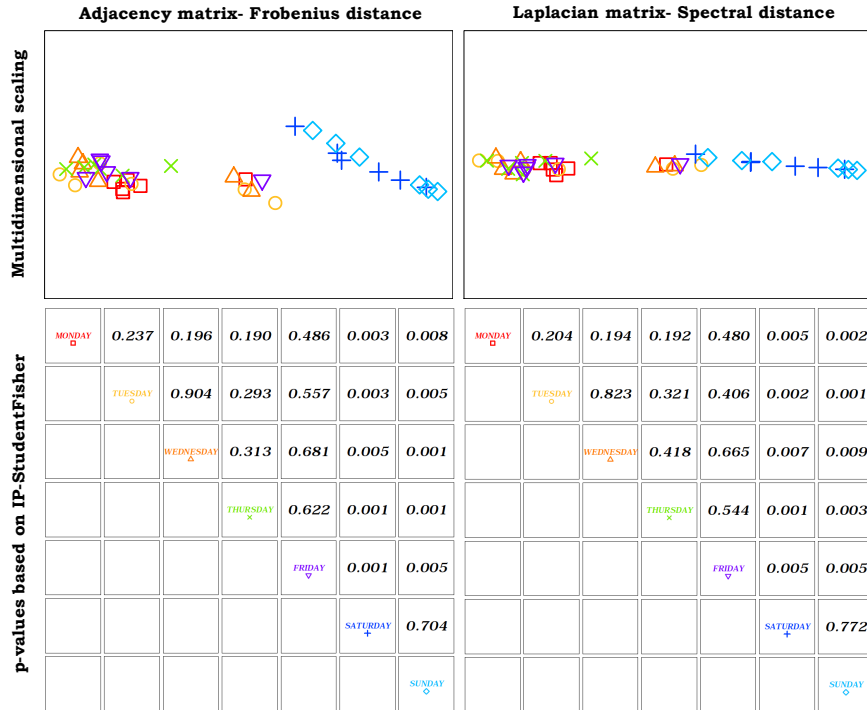 Adjacency matrix- Frobenius distance
Laplacian matrix- Spectral distance
Multidimensional scaling
p-values based on IP-StudentFisher
MONDAY 0.237 0.196 0.190 0.486 0.003 0.008
TUESDAY 0.904 0.293 0.557 0.003 0.005
WEDNESDAY 0.313 0.681 0.005 0.001
THURSDAY 0.622 0.001 0.001
FRIDAY 0.001 0.005
SATURDAY 0.704
SUNDAY
MONDAY 0.204 0.194 0.192 0.480 0.005 0.002
TUESDAY 0.823 0.321 0.406 0.002 0.001
WEDNESDAY 0.418 0.665 0.007 0.009
THURSDAY 0.544 0.001 0.003
FRIDAY 0.005 0.005
SATURDAY 0.772
SUNDAY